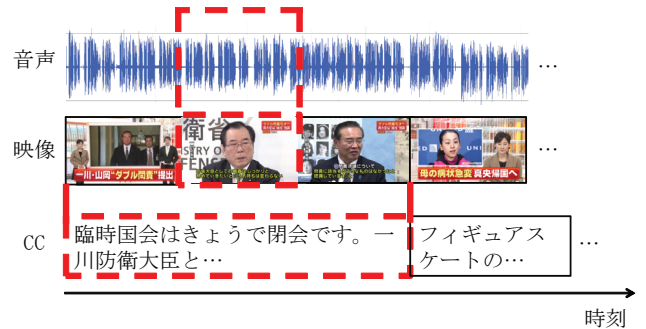 音声
…
映像
衛省
ISTRY OF
DEFENS
一川・山岡“ダブル問責”提出
母の病状急変 真央帰国へ
…
CC
臨時国会はきょうで閉会です。一
川防衛大臣と…
フィギュアス
ケートの…
…
時刻